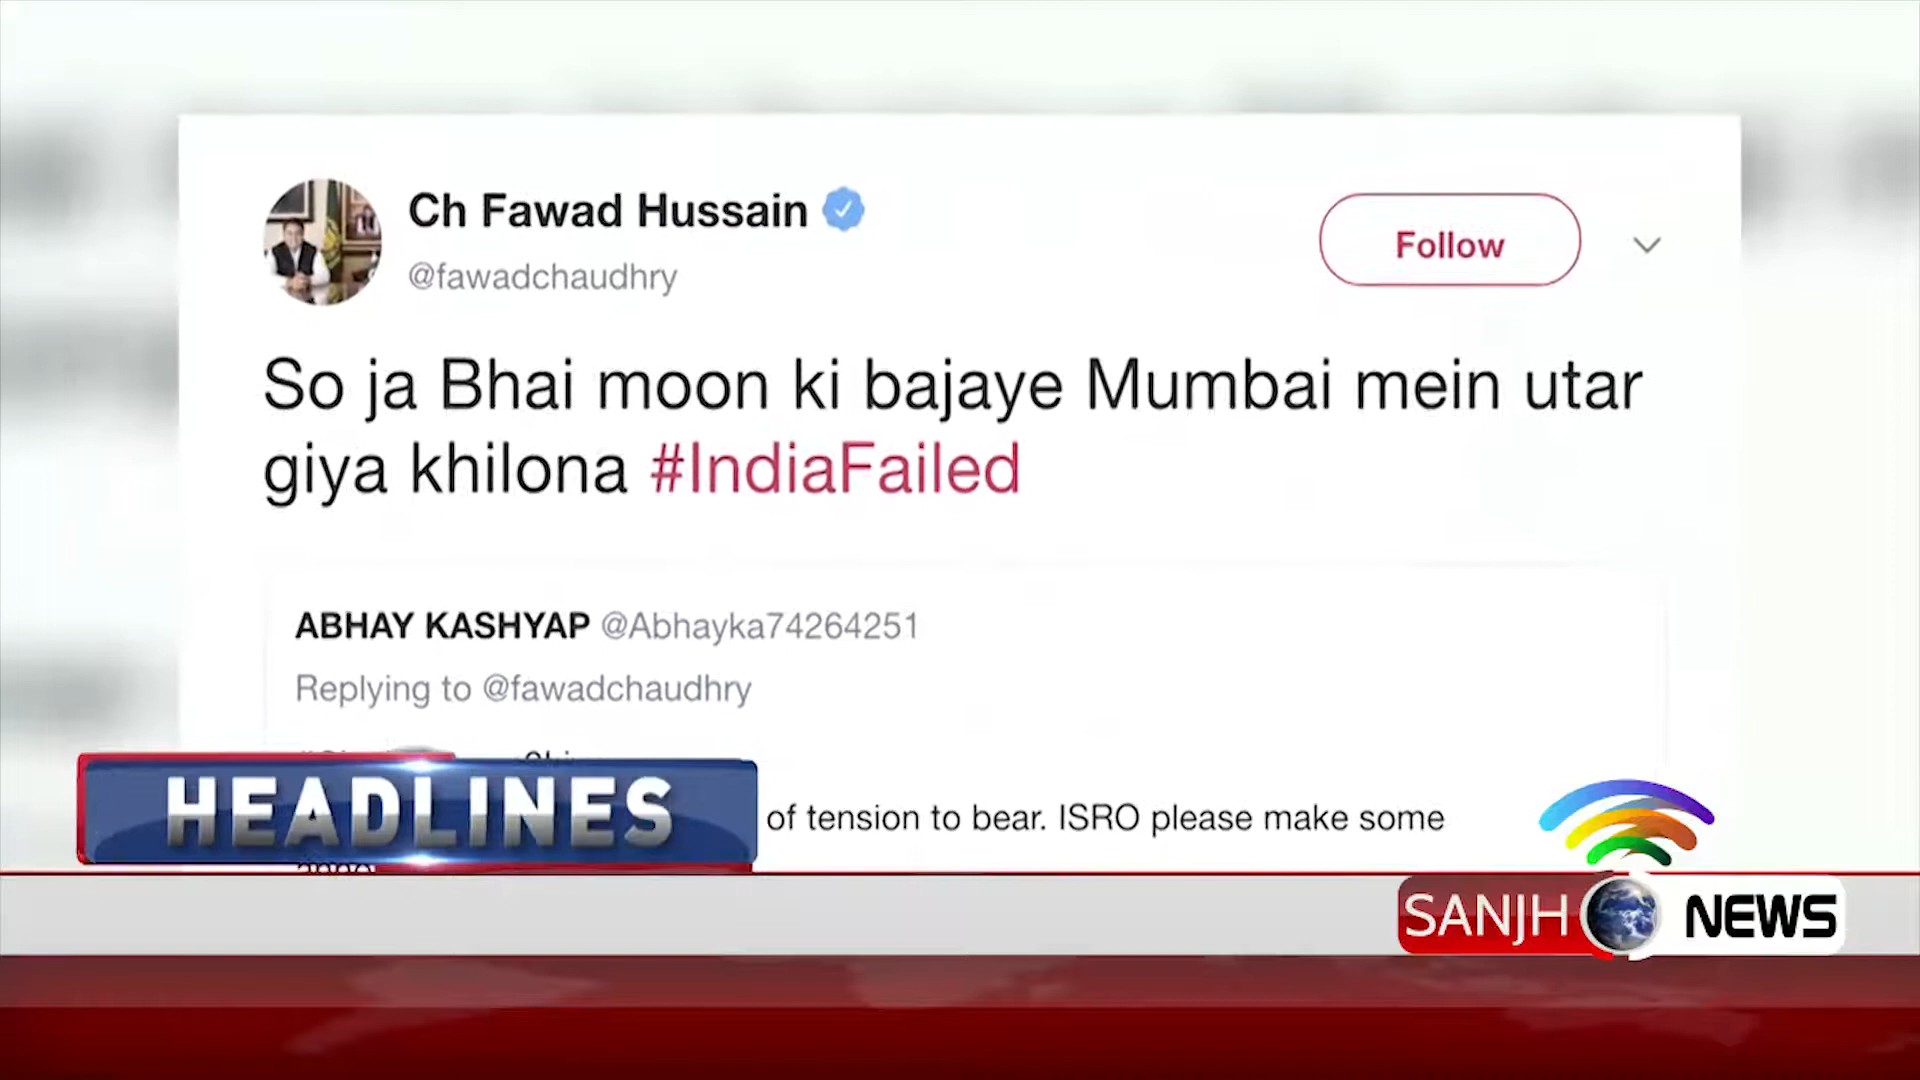 Ch Fawad Hussain
@fawadchaudhry
Follow
So ja Bhai moon ki bajaye Mumbai mein utar
giya khilona #IndiaFailed
ABHAY KASHYAP @Abhayka74264251
Replying to @fawadchaudhry
of tension to bear. ISRO please make some
HEADLINES
SANJH NEWS